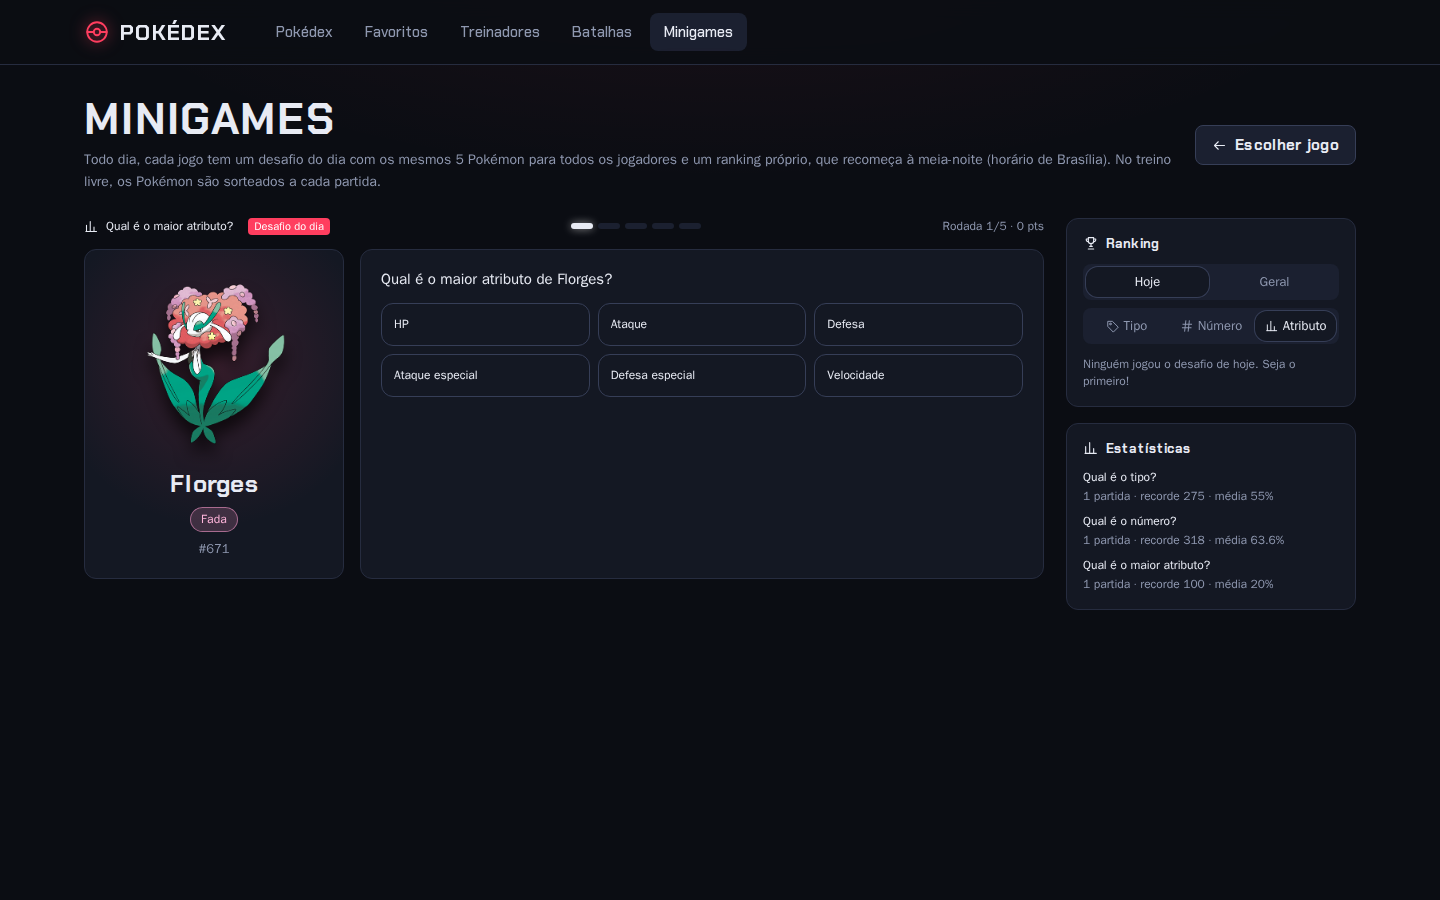 POKÉDEX
Pokédex
Favoritos
Treinadores
Batalhas
Minigames
MINIGAMES
Todo dia, cada jogo tem um desafio do dia com os mesmos 5 Pokémon para todos os jogadores e um ranking próprio, que recomeça à meia-noite (horário de Brasília). No treino
livre, os Pokémon são sorteados a cada partida.
← Escolher jogo
Qual é o maior atributo?
Desafio do dia
Rodada 1/5 · 0 pts
Florges
Fada
#671
Qual é o maior atributo de Florges?
HP
Ataque
Defesa
Ataque especial
Defesa especial
Velocidade
Ranking
Hoje
Geral
Tipo
Número
Atributo
Ninguém jogou o desafio de hoje. Seja o
primeiro!
Estatísticas
Qual é o tipo?
1 partida · recorde 275 · média 55%
Qual é o número?
1 partida · recorde 318 · média 63.6%
Qual é o maior atributo?
1 partida · recorde 100 · média 20%